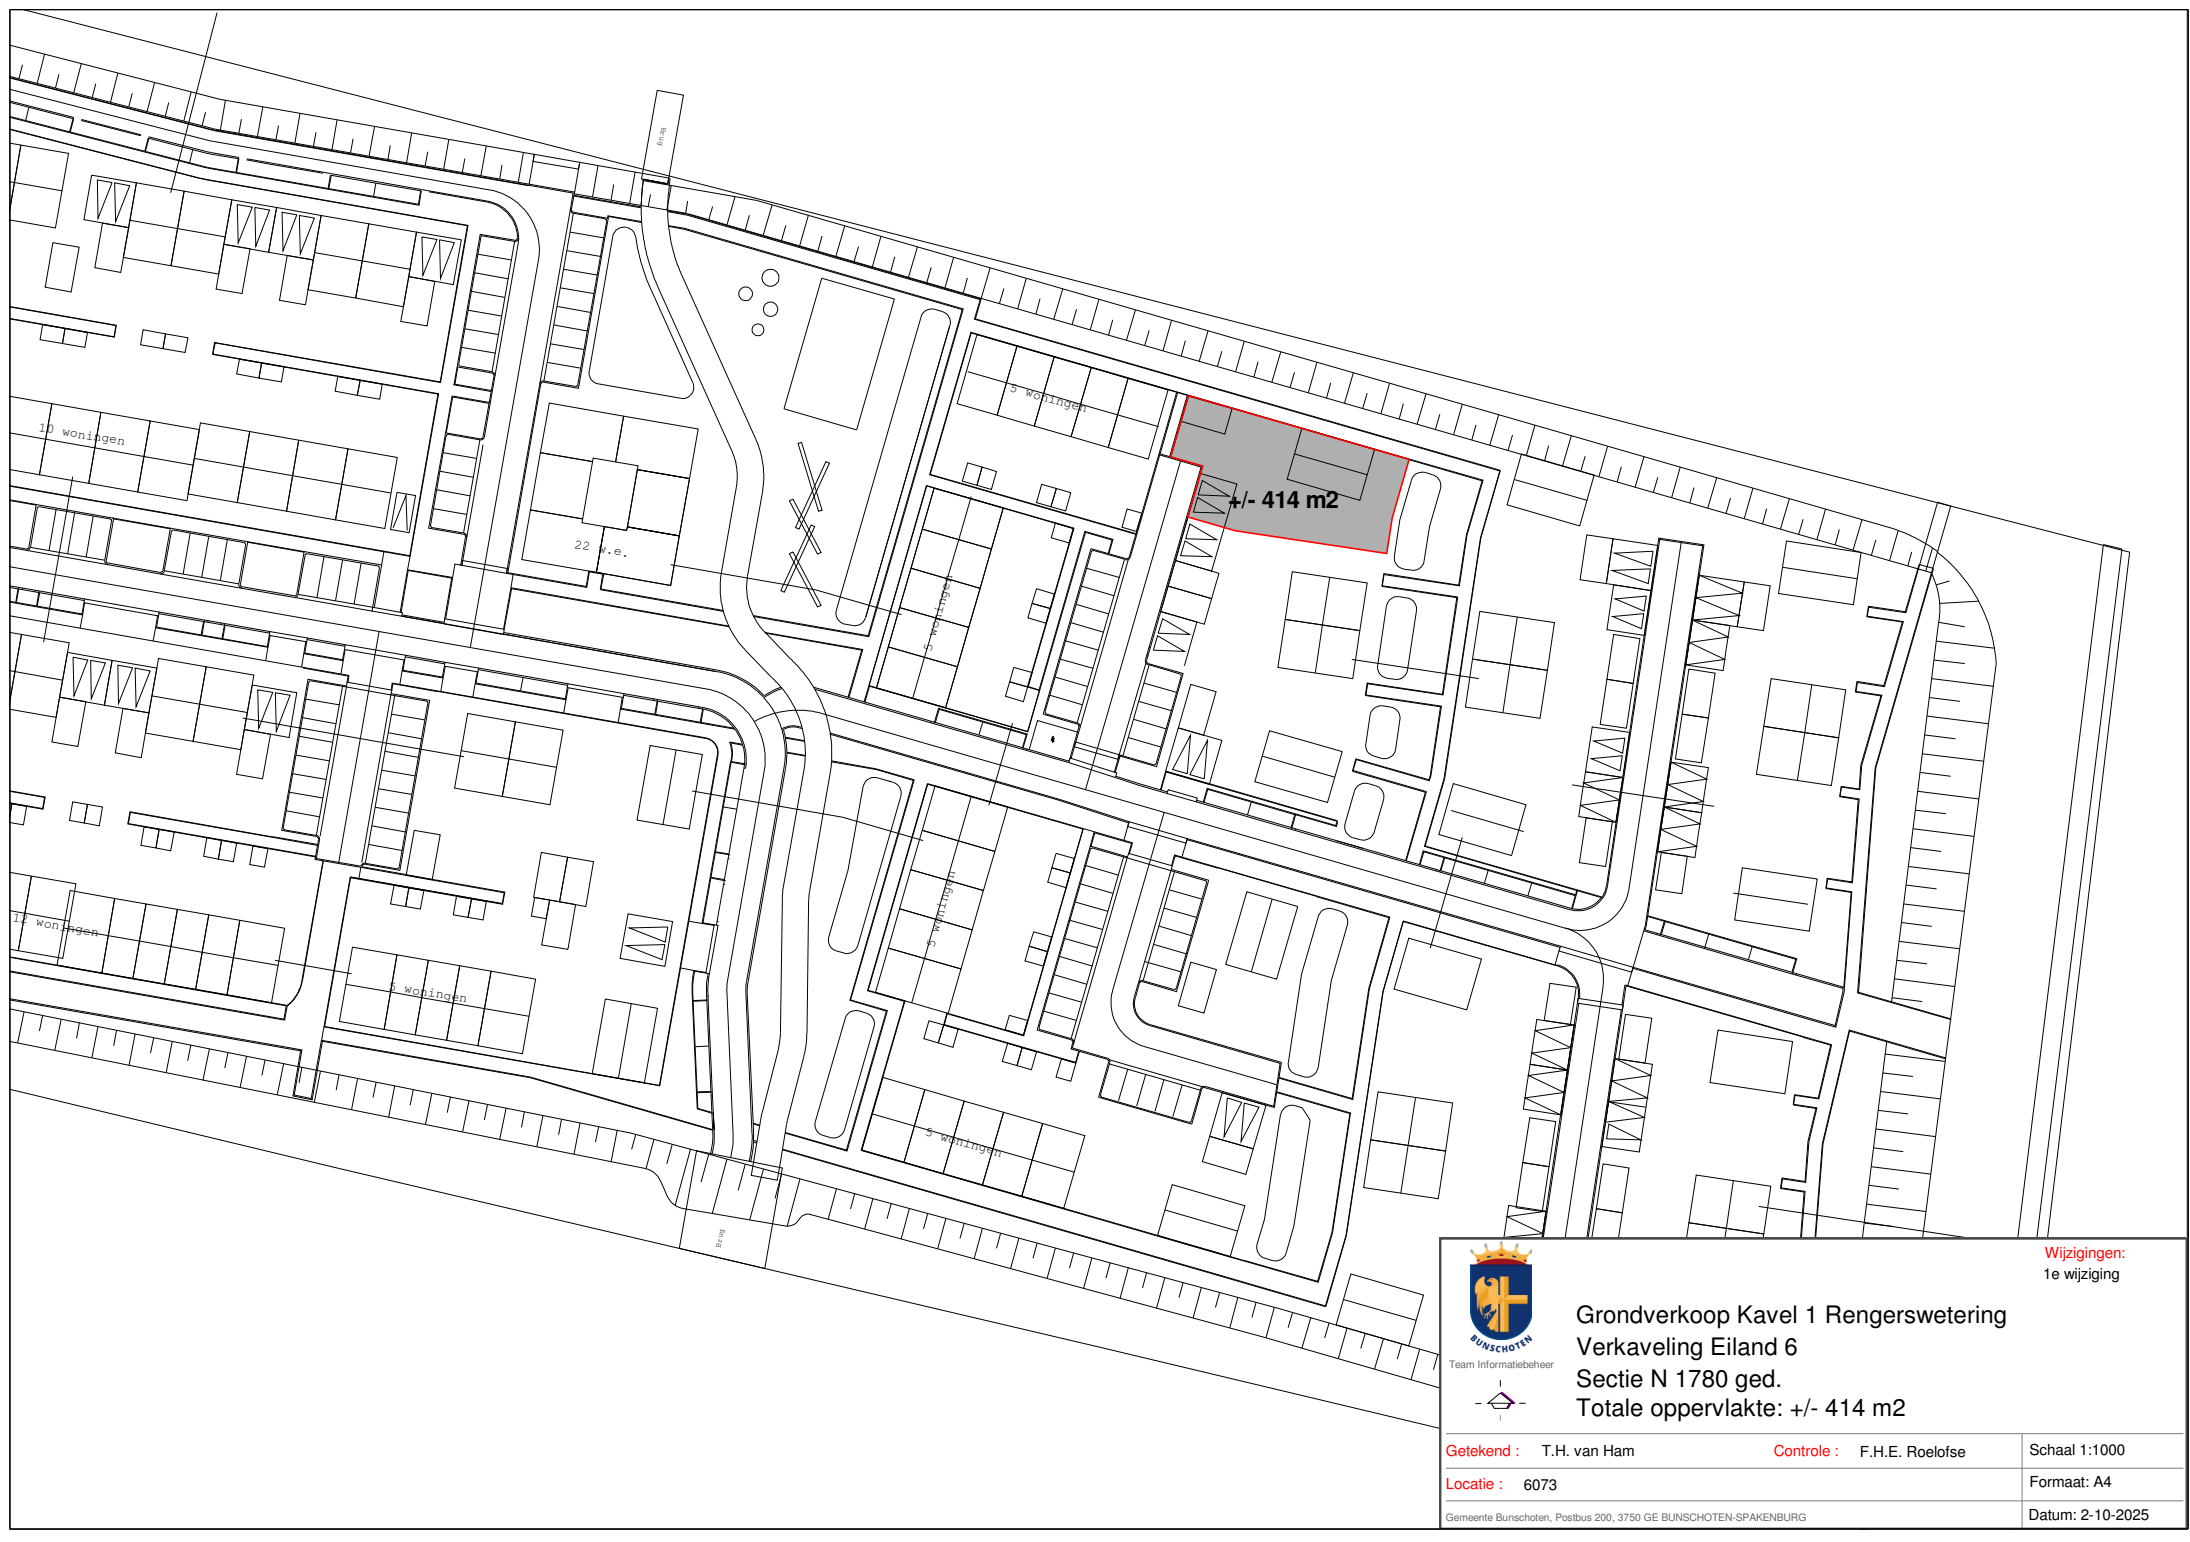 Brug
5 woningen
10 woningen
+/- 414 m2
22 w.e.
5 woningen
12 woningen
5 woningen
5 woningen
5 woningen
Brug
Wijzigingen:
1e wijziging
BUNSCHOTEN
Team Informatiebeheer
Grondverkoop Kavel 1 Rengerswetering
Verkaveling Eiland 6
Sectie N 1780 ged.
Totale oppervlakte: +/- 414 m2
Getekend : T.H. van Ham Controle : F.H.E. Roelofse Schaal 1:1000
Locatie : 6073 Formaat: A4
Gemeente Bunschoten, Postbus 200, 3750 GE BUNSCHOTEN-SPAKENBURG Datum: 2-10-2025